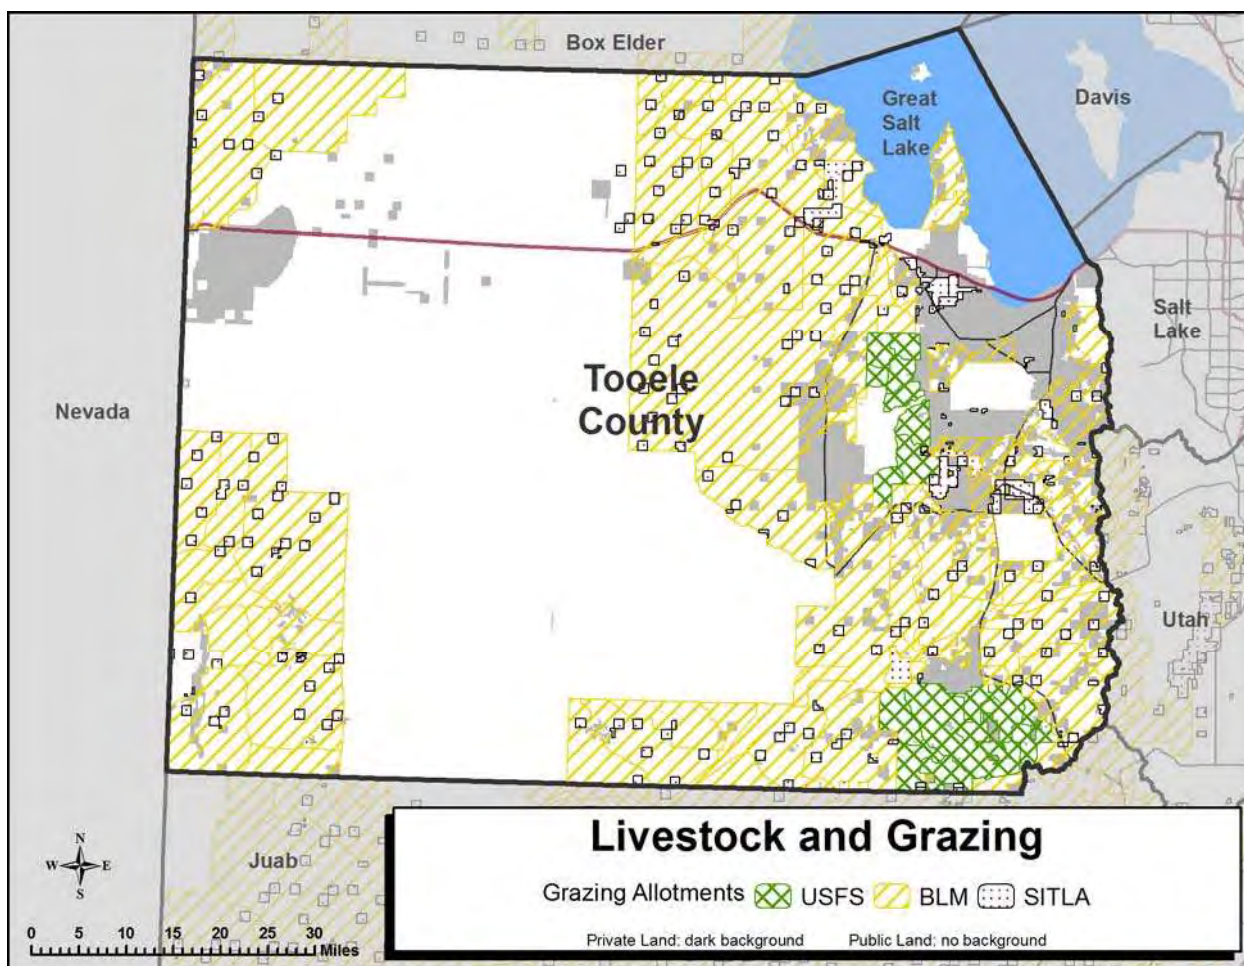 Box Elder
Great
Salt
Lake
Davis
Salt
Lake
Tooele
County
Nevada
Utah
Juab
N
W E
S
0 5 10 15 20 25 30
Miles
Livestock and Grazing
Grazing Allotments USFS BLM SITLA
Private Land: dark background Public Land: no background